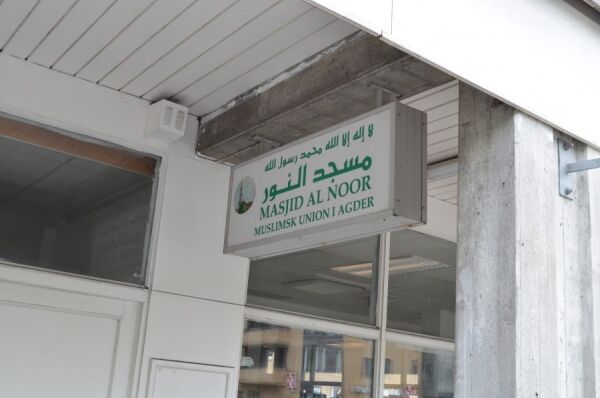 لا إله إلا الله محمد رسول الله
مسجد النور
MASJID AL NOOR
MUSLIMSK UNION I AGDER